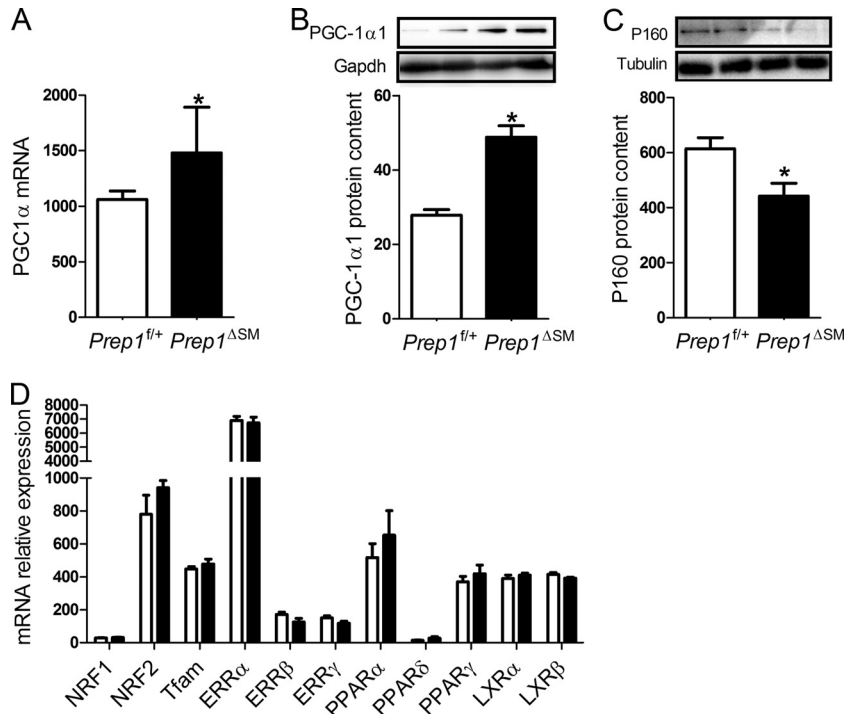 A
PGC1α mRNA
2000
1500
1000
500
0
*
Prep1f/+ Prep1ΔSM
B
PGC-1α1
Gapdh
PGC-1α1 protein content
60
40
20
0
*
Prep1f/+ Prep1ΔSM
C
P160
Tubulin
P160 protein content
800
600
400
200
0
*
Prep1f/+ Prep1ΔSM
D
mRNA relative expression
8000
7000
6000
5000
4000
1000
800
600
400
200
0
NRF1
NRF2
Tfam
ERRα
ERRβ
ERRγ
PPARα
PPARδ
PPARγ
LXRα
LXRβ